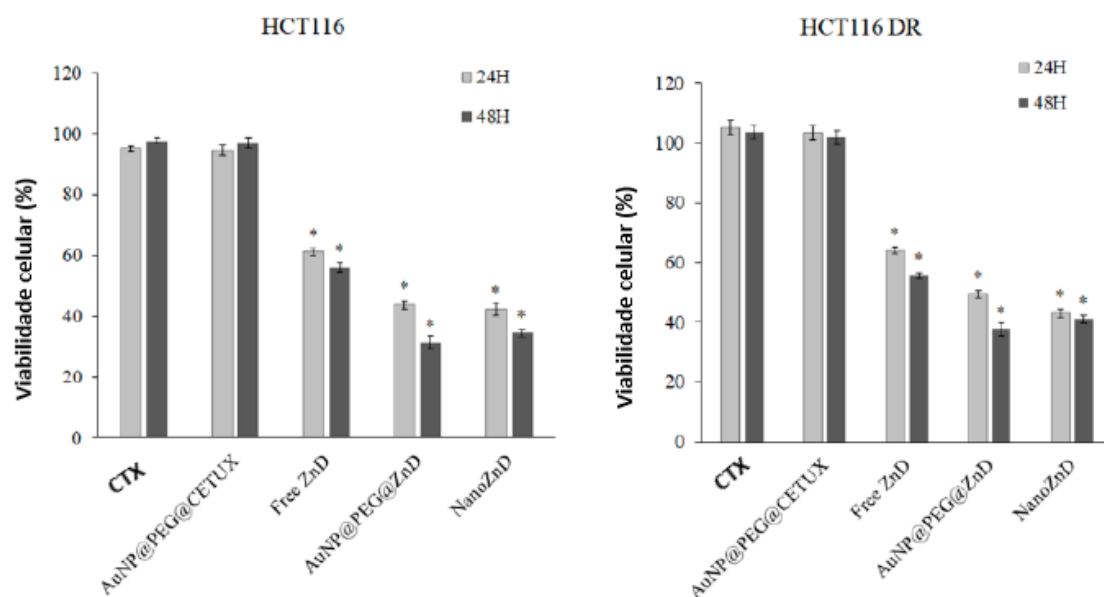 HCT116
24H
48H
Viabilidade celular (%)
120
100
80
60
40
20
0
* * * * * *
CTX
AuNP@PEG@CETUX
Free ZnD
AuNP@PEG@ZnD
NanoZnD
HCT116 DR
24H
48H
Viabilidade celular (%)
120
100
80
60
40
20
0
* * * * * *
CTX
AuNP@PEG@CETUX
Free ZnD
AuNP@PEG@ZnD
NanoZnD